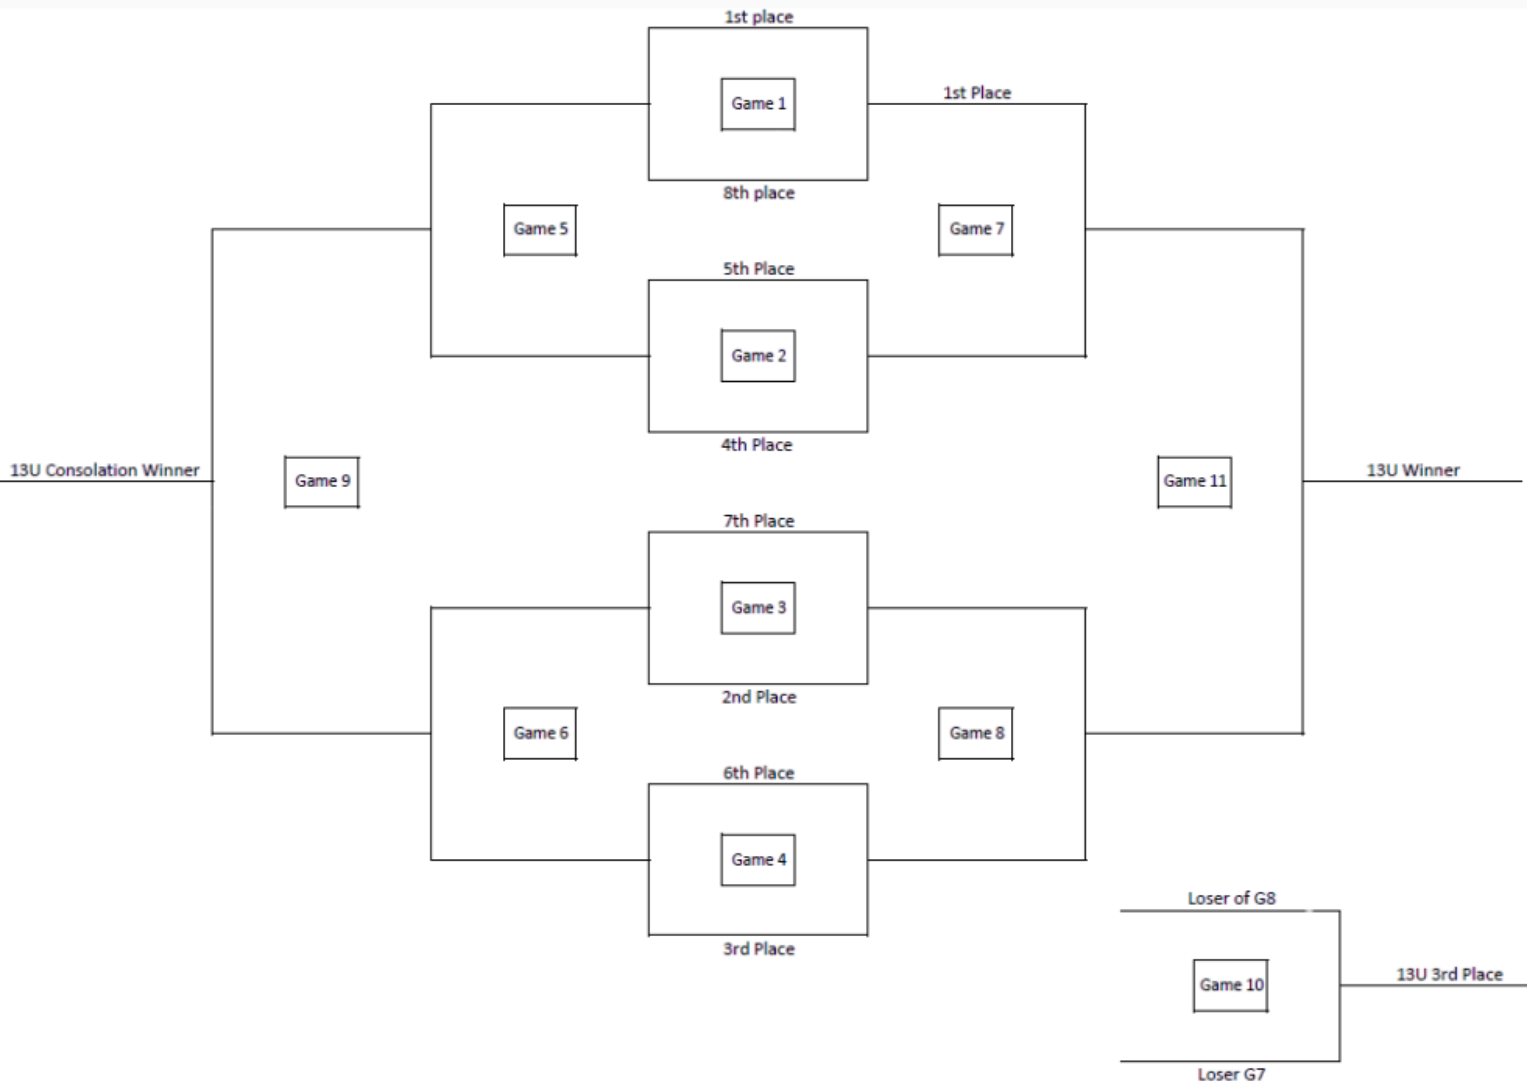 1st place
Game 1
1st Place
8th place
Game 5
Game 7
5th Place
Game 2
4th Place
13U Consolation Winner
Game 9
Game 11
13U Winner
7th Place
Game 3
2nd Place
Game 6
Game 8
6th Place
Game 4
3rd Place
Loser of G8
Game 10
13U 3rd Place
Loser G7